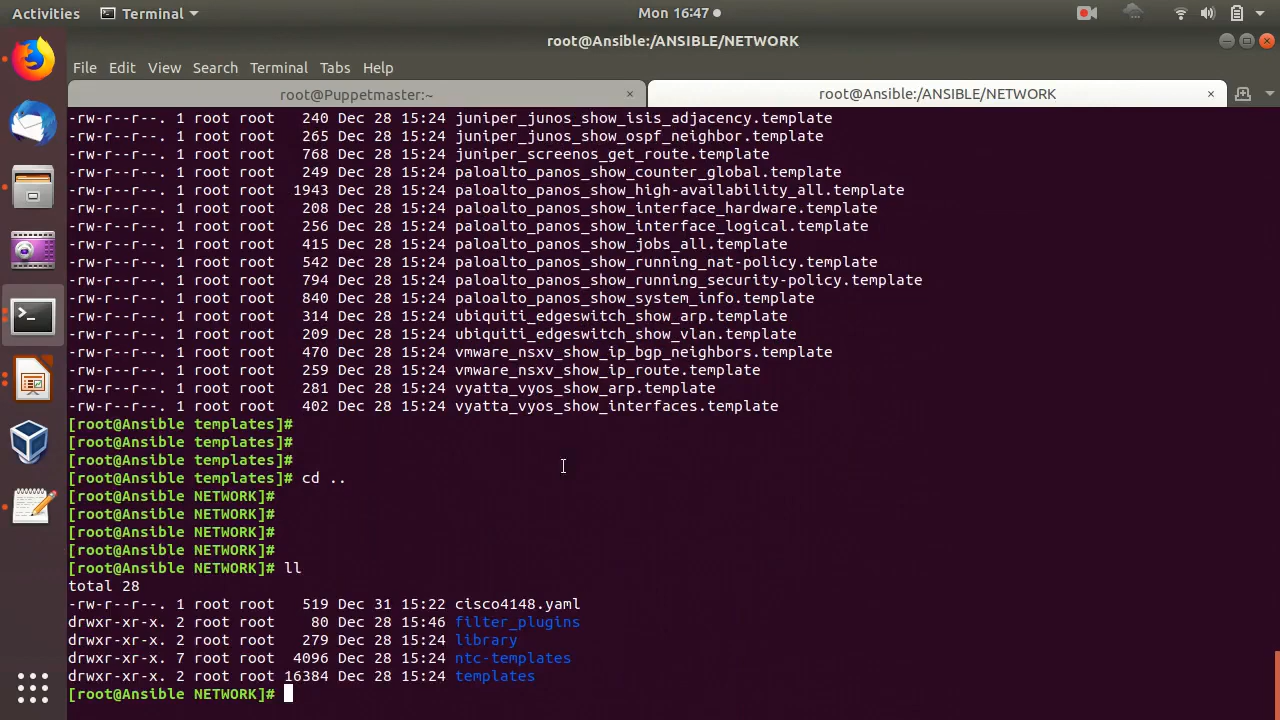 Activities Terminal Mon 16:47
root@Ansible:/ANSIBLE/NETWORK
File Edit View Search Terminal Tabs Help
root@Puppetmaster:~ × root@Ansible:/ANSIBLE/NETWORK ×
-rw-r--r--. 1 root root 240 Dec 28 15:24 juniper_junos_show_isis_adjacency.template
-rw-r--r--. 1 root root 265 Dec 28 15:24 juniper_junos_show_ospf_neighbor.template
-rw-r--r--. 1 root root 768 Dec 28 15:24 juniper_screenos_get_route.template
-rw-r--r--. 1 root root 249 Dec 28 15:24 paloalto_panos_show_counter_global.template
-rw-r--r--. 1 root root 1943 Dec 28 15:24 paloalto_panos_show_high-availability_all.template
-rw-r--r--. 1 root root 208 Dec 28 15:24 paloalto_panos_show_interface_hardware.template
-rw-r--r--. 1 root root 256 Dec 28 15:24 paloalto_panos_show_interface_logical.template
-rw-r--r--. 1 root root 415 Dec 28 15:24 paloalto_panos_show_jobs_all.template
-rw-r--r--. 1 root root 542 Dec 28 15:24 paloalto_panos_show_running_nat-policy.template
-rw-r--r--. 1 root root 794 Dec 28 15:24 paloalto_panos_show_running_security-policy.template
-rw-r--r--. 1 root root 840 Dec 28 15:24 paloalto_panos_show_system_info.template
-rw-r--r--. 1 root root 314 Dec 28 15:24 ubiquiti_edgeswitch_show_arp.template
-rw-r--r--. 1 root root 209 Dec 28 15:24 ubiquiti_edgeswitch_show_vlan.template
-rw-r--r--. 1 root root 470 Dec 28 15:24 vmware_nsxv_show_ip_bgp_neighbors.template
-rw-r--r--. 1 root root 259 Dec 28 15:24 vmware_nsxv_show_ip_route.template
-rw-r--r--. 1 root root 281 Dec 28 15:24 vyatta_vyos_show_arp.template
-rw-r--r--. 1 root root 402 Dec 28 15:24 vyatta_vyos_show_interfaces.template
[root@Ansible templates]#
[root@Ansible templates]#
[root@Ansible templates]#
[root@Ansible templates]# cd ..
[root@Ansible NETWORK]#
[root@Ansible NETWORK]#
[root@Ansible NETWORK]#
[root@Ansible NETWORK]#
[root@Ansible NETWORK]# ll
total 28
-rw-r--r--. 1 root root 519 Dec 31 15:22 cisco4148.yaml
drwxr-xr-x. 2 root root 80 Dec 28 15:46 filter_plugins
drwxr-xr-x. 2 root root 279 Dec 28 15:24 library
drwxr-xr-x. 7 root root 4096 Dec 28 15:24 ntc-templates
drwxr-xr-x. 2 root root 16384 Dec 28 15:24 templates
[root@Ansible NETWORK]#